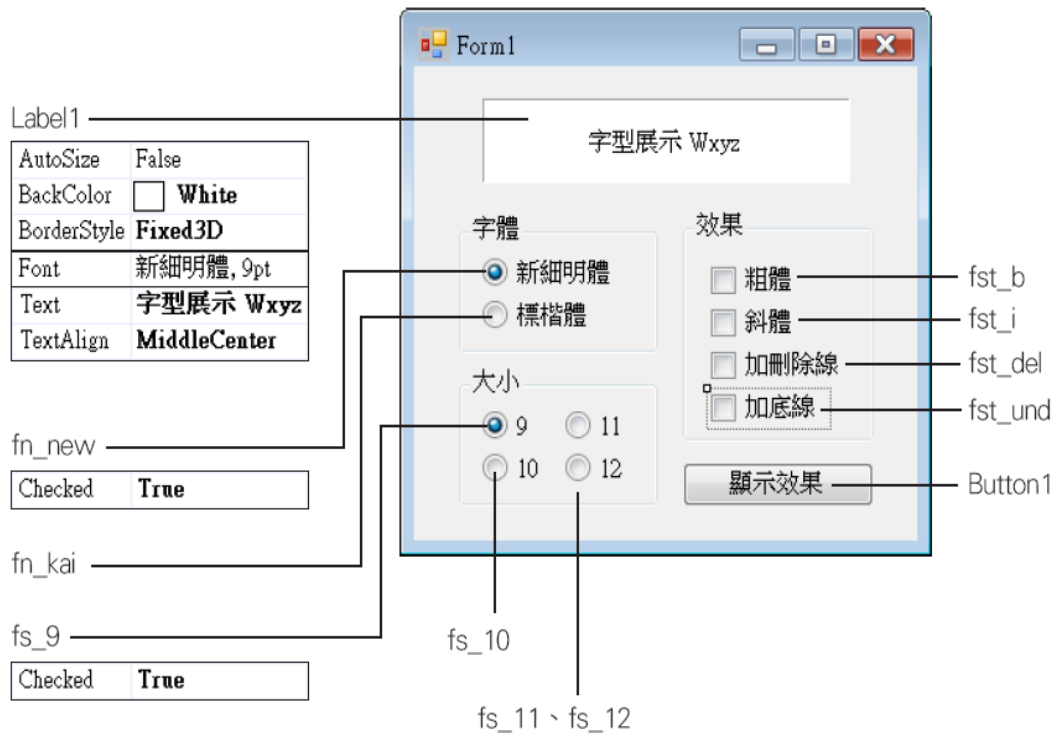 Form1
Label1
AutoSize False
BackColor White
BorderStyle Fixed3D
Font 新細明體, 9pt
Text 字型展示 Wxyz
TextAlign MiddleCenter
字型展示 Wxyz
字體
新細明體
標楷體
效果
粗體
斜體
加刪除線
加底線
fst_b
fst_i
fst_del
fst_und
大小
9
11
10
12
顯示效果
Button1
fn_new
Checked True
fn_kai
fs_9
Checked True
fs_10
fs_11、fs_12